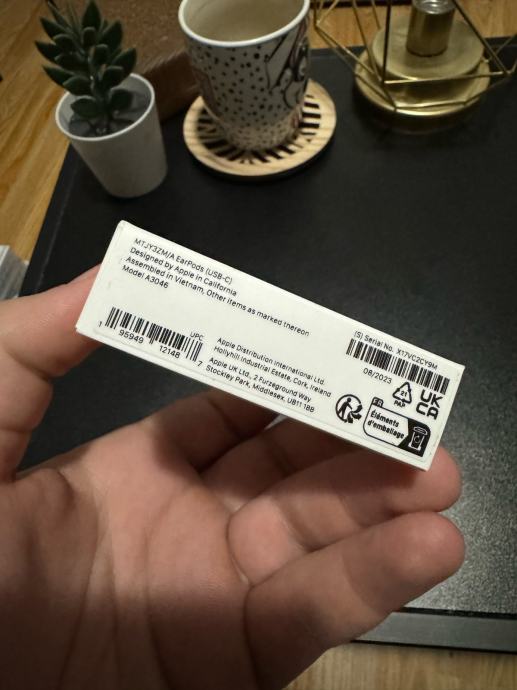 MTJY3ZM/A EarPods (USB-C)
Designed by Apple in California
Assembled in Vietnam, Other items as marked thereon
Model A3046
UPC
1 95949 12148 7
Apple Distribution International Ltd.
Hollyhill Industrial Estate, Cork, Ireland
Apple UK Ltd., 2 Furzeground Way
Stockley Park, Middlesex, UB11 1BB
(S) Serial No. X17VC2CY9M
08/2023
21
PAP
UK
CA
FR
Éléments
d'emballage